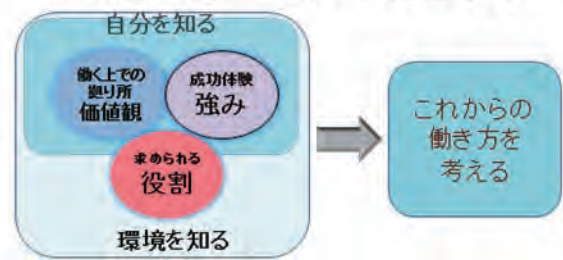 自分を知る
働く上での
拠り所
価値観
成功体験
強み
求められる
役割
環境を知る
これからの
働き方を
考える